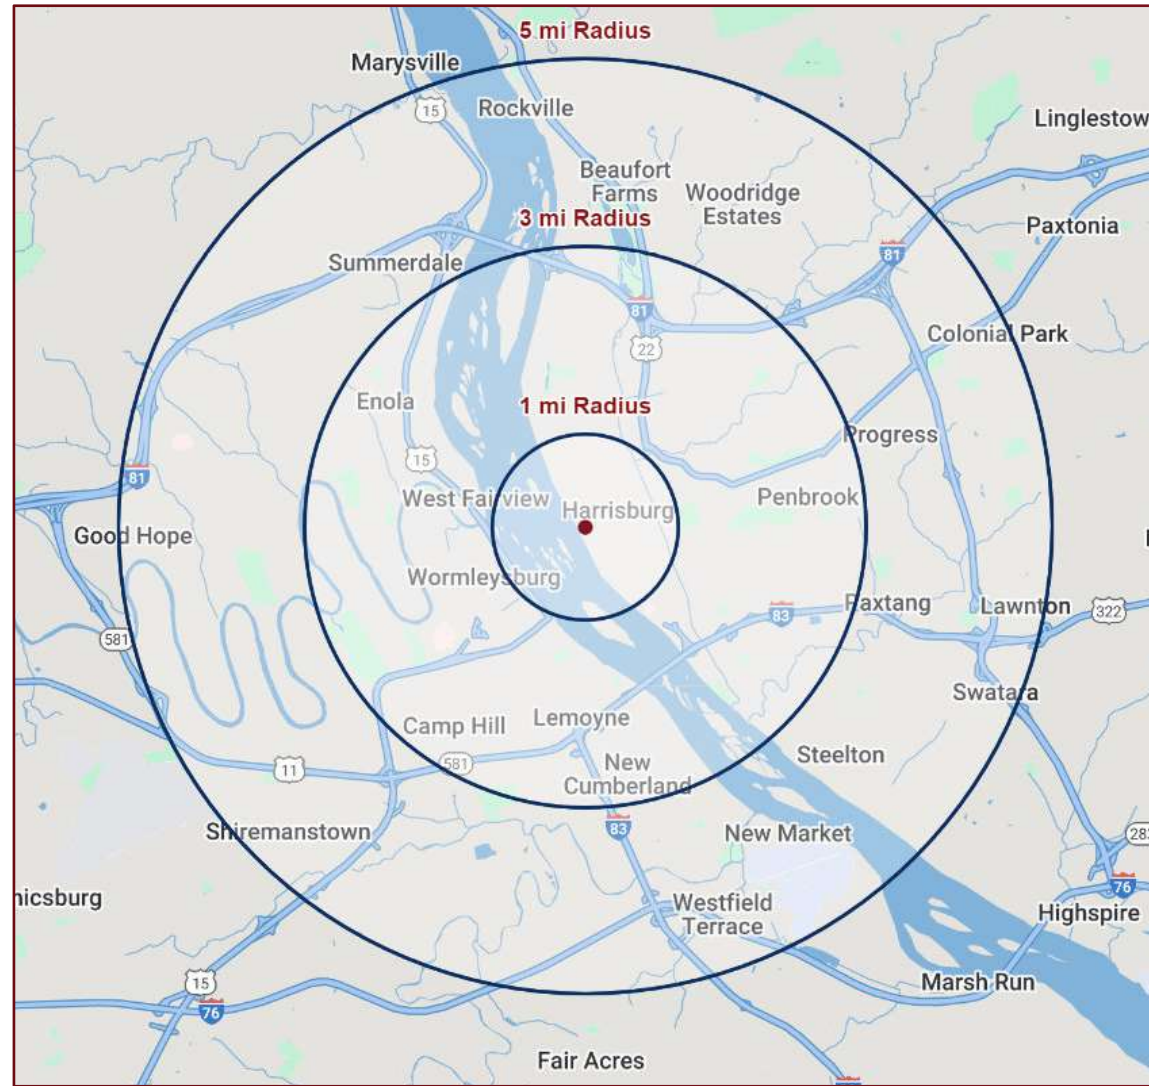 5 mi Radius
Marysville
15
Rockville
Linglestow
Beaufort
Farms
Woodridge
Estates
3 mi Radius
Paxtonia
Summerdale
81
81
22
Colonial Park
Enola
1 mi Radius
Progress
15
81
West Fairview
Penbrook
Harrisburg
Good Hope
Wormleysburg
Paxtang
Lawnton
83
322
581
Swatara
Camp Hill
Lemoyne
Steelton
581
11
New
Cumberland
Shiremanstown
83
New Market
283
76
nicsburg
Westfield
Terrace
Highspire
15
Marsh Run
76
Fair Acres